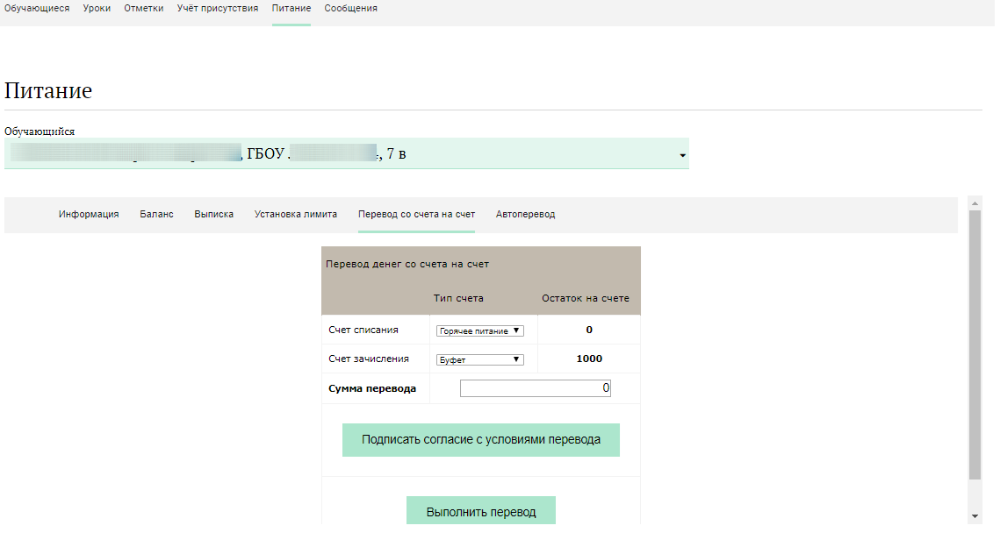 Обучающиеся Уроки Отметки Учёт присутствия Питание Сообщения
Питание
Обучающийся
, ГБОУ , 7 в
Информация Баланс Выписка Установка лимита Перевод со счета на счет Автоперевод
Перевод денег со счета на счет
Тип счета Остаток на счете
Счет списания Горячее питание 0
Счет зачисления Буфет 1000
Сумма перевода 0
Подписать согласие с условиями перевода
Выполнить перевод